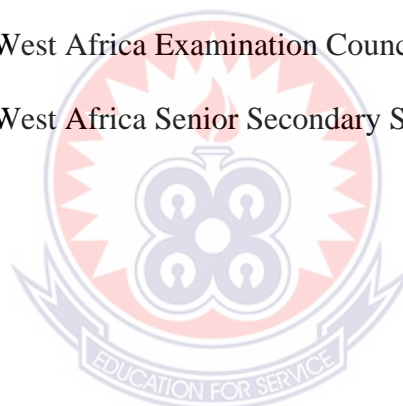 West Africa Examination Counc
West Africa Senior Secondary S
EDUCATION FOR SERVICE